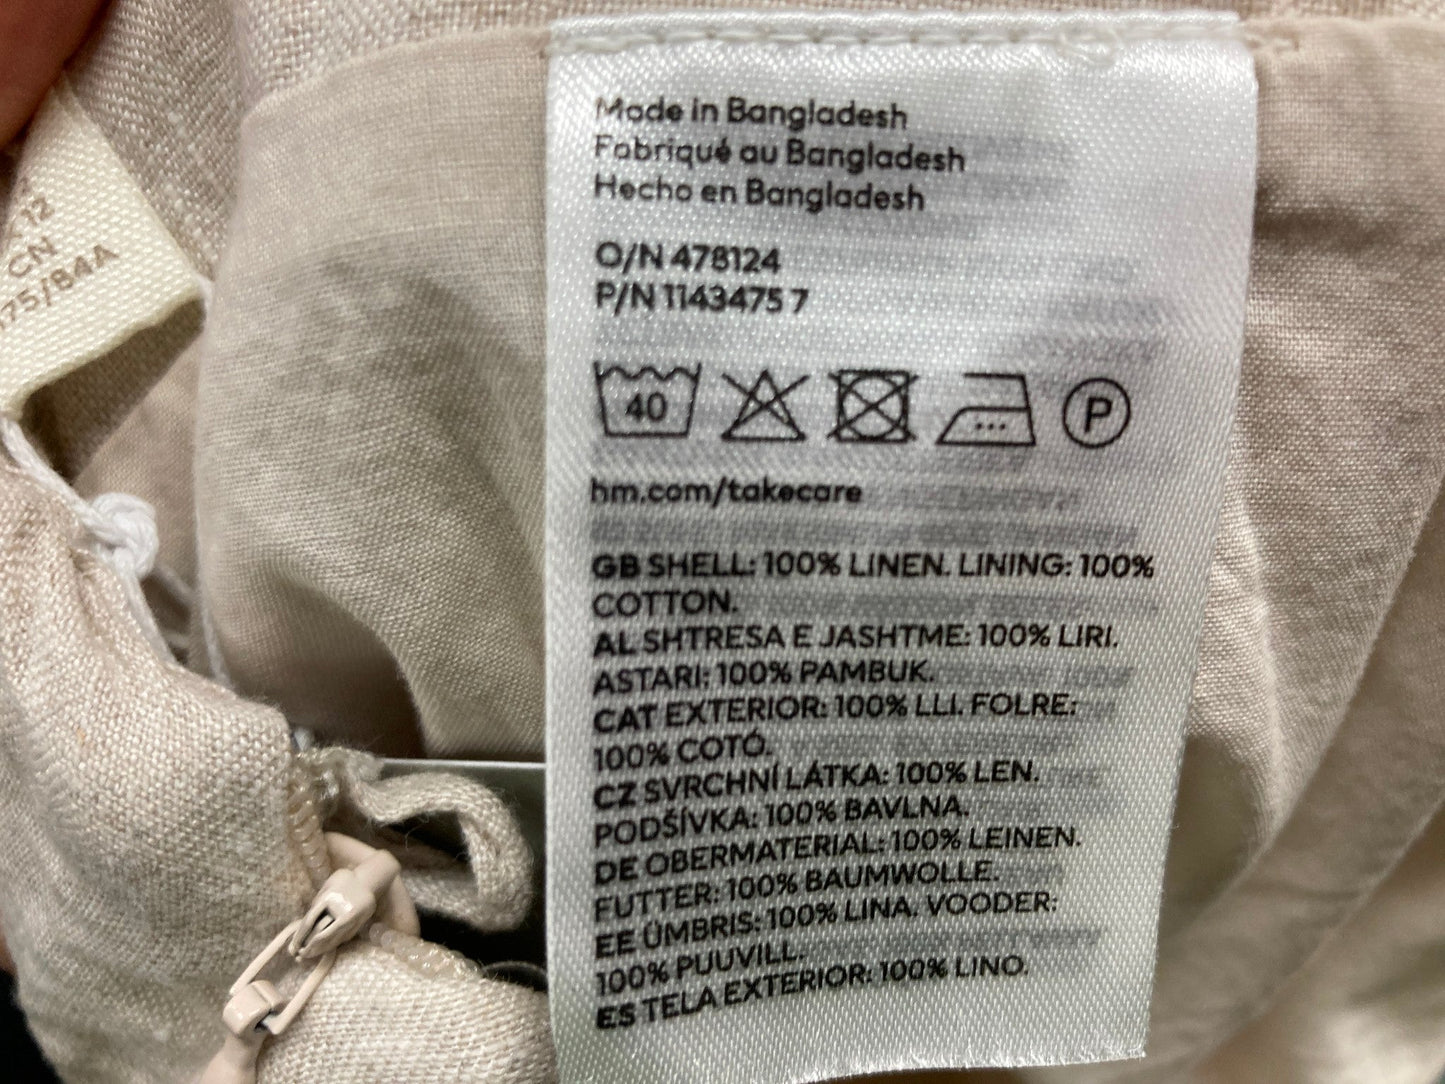 12
CN
175/84A
Made in Bangladesh
Fabriqué au Bangladesh
Hecho en Bangladesh
O/N 478124
P/N 1143475 7
40
P
hm.com/takecare
GB SHELL: 100% LINEN. LINING: 100%
COTTON.
AL SHTRESA E JASHTME: 100% LIRI.
ASTARI: 100% PAMBUK.
CAT EXTERIOR: 100% LLI. FOLRE:
100% COTÓ.
CZ SVRCHNÍ LÁTKA: 100% LEN.
PODŠÍVKA: 100% BAVLNA.
DE OBERMATERIAL: 100% LEINEN.
FUTTER: 100% BAUMWOLLE.
EE ÜMBRIS: 100% LINA. VOODER:
100% PUUVILL.
ES TELA EXTERIOR: 100% LINO.